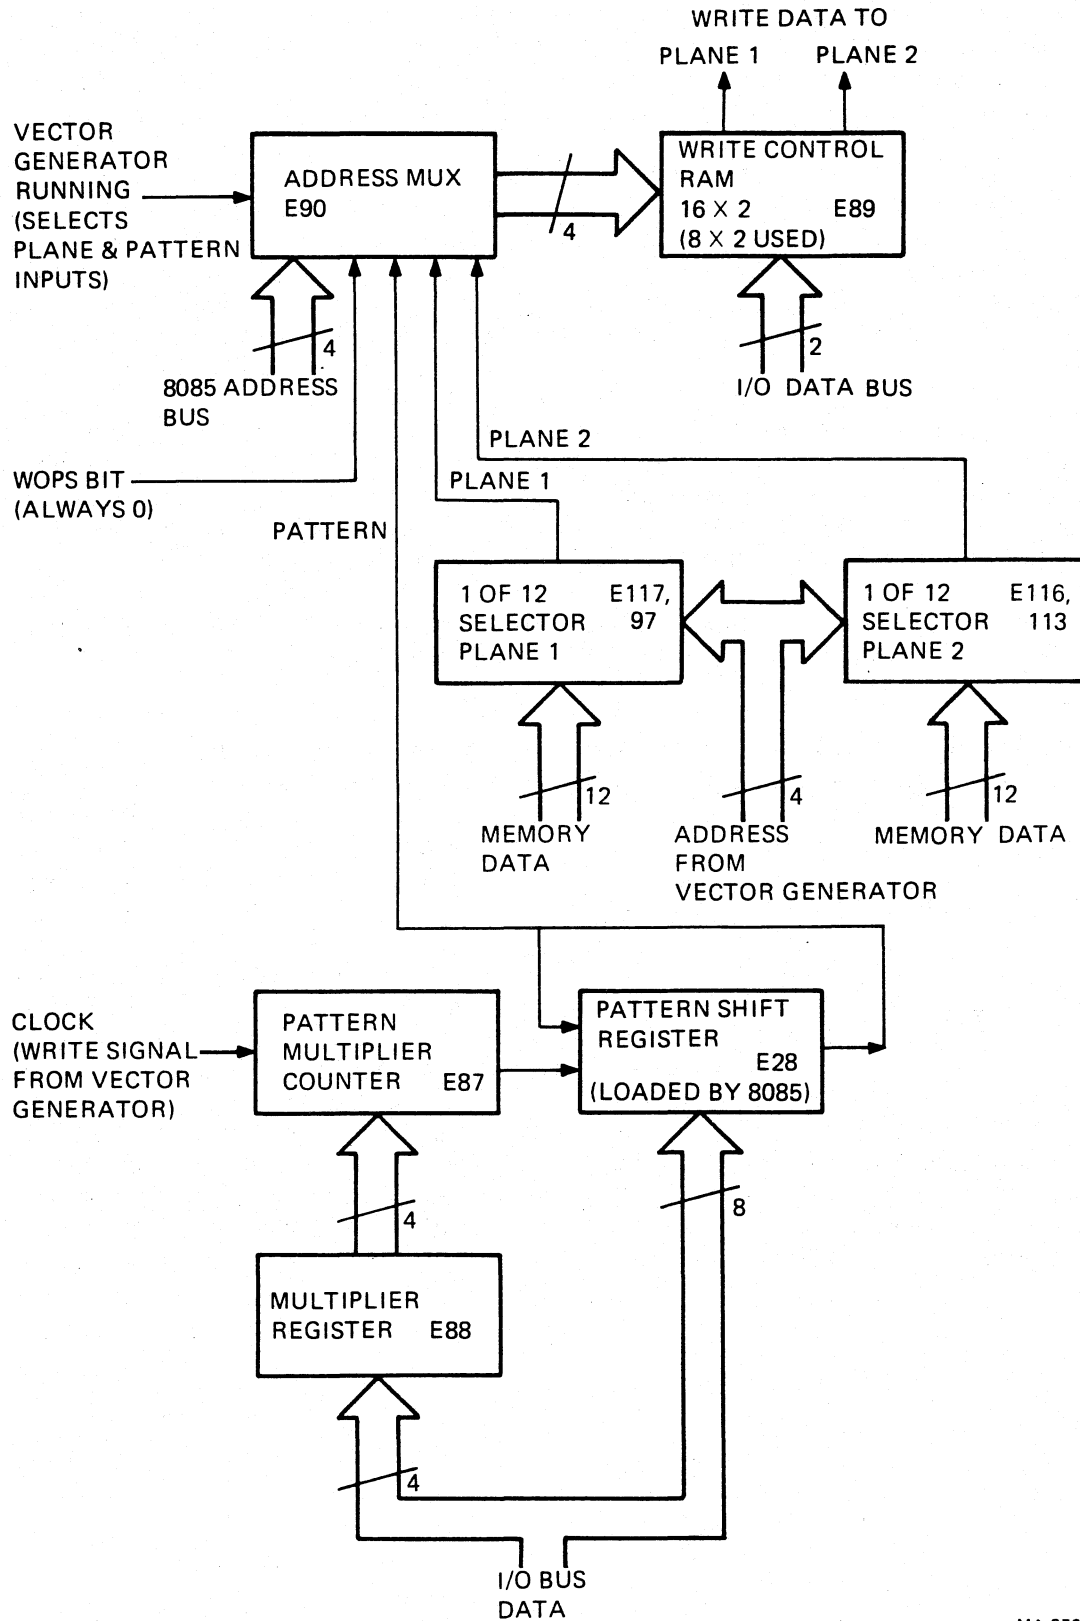 WRITE DATA TO
PLANE 1 PLANE 2
VECTOR
GENERATOR
RUNNING
(SELECTS
PLANE & PATTERN
INPUTS)
ADDRESS MUX
E90
4
WRITE CONTROL
RAM
16 X 2 E89
(8 X 2 USED)
4
8085 ADDRESS
BUS
2
I/O DATA BUS
WOPS BIT
(ALWAYS 0)
PLANE 2
PLANE 1
PATTERN
1 OF 12 E117,
SELECTOR 97
PLANE 1
1 OF 12 E116,
SELECTOR 113
PLANE 2
12
MEMORY
DATA
4
ADDRESS
FROM
VECTOR GENERATOR
12
MEMORY DATA
CLOCK
(WRITE SIGNAL
FROM VECTOR
GENERATOR)
PATTERN
MULTIPLIER
COUNTER E87
PATTERN SHIFT
REGISTER
E28
(LOADED BY 8085)
4
8
MULTIPLIER
REGISTER E88
4
I/O BUS
DATA